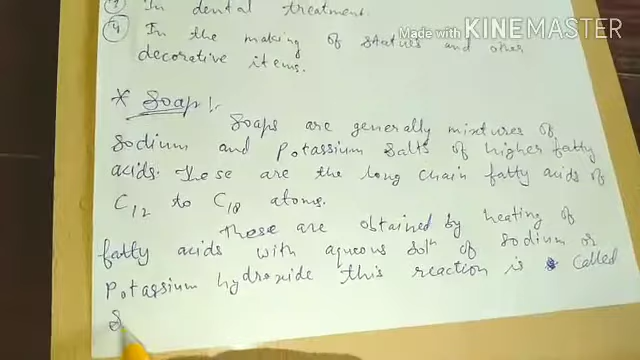 (3) In dental treatment.
(4) In the making of status and other
decorative items.
Made with KINEMASTER
* Soap :-
Soaps are generally mixtures of
Sodium and Potassium Salts of higher fatty
acids. These are the long chain fatty acids of
C12 to C18 atoms.
These are obtained by heating of
fatty acids with aqueous Solⁿ of Sodium or
Potassium hydroxide this reaction is called
S